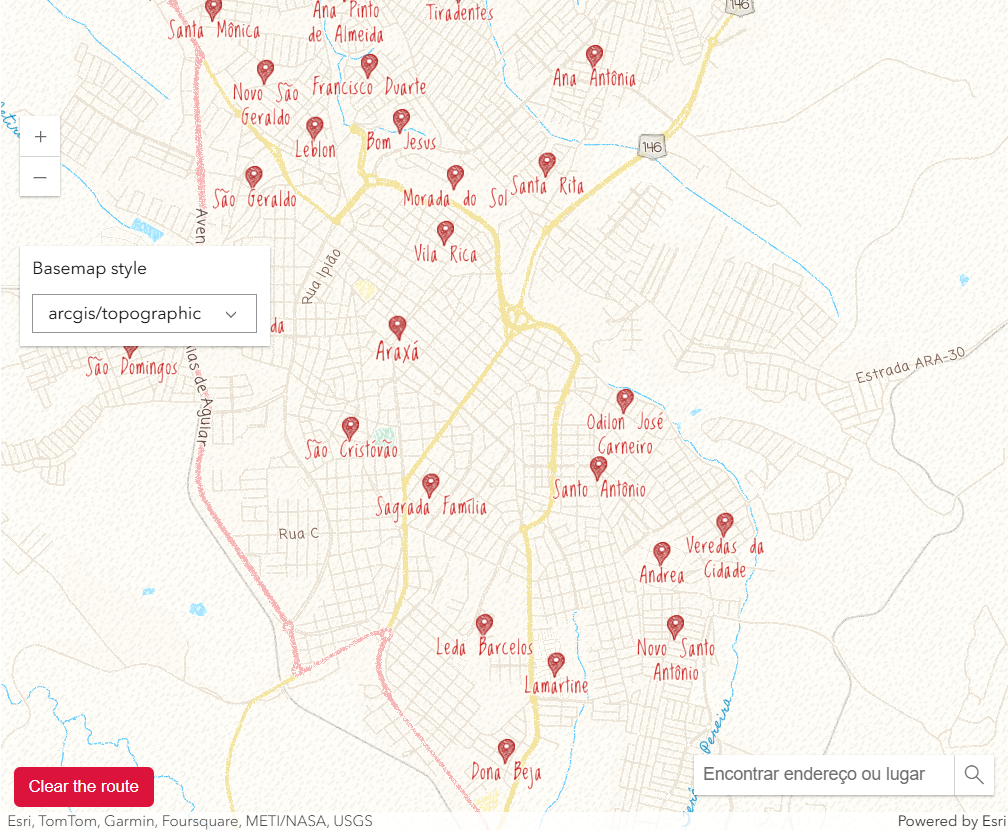 146
Ana Pinto
de Almeida
Tiradentes
Santa Mônica
Ana Antônia
Francisco Duarte
Novo São
Geraldo
Bom Jesus
Leblon
146
Santa Rita
São Geraldo
Morada do Sol
Aven
Vila Rica
Rua Ipião
+
−
Basemap style
arcgis/topographic
da
Araxá
São Domingos
ias de Aguiar
Estrada ARA-30
Odilon José
Carneiro
São Cristóvão
Santo Antônio
Sagrada Família
Rua C
Veredas da
Cidade
Andrea
Leda Barcelos
Novo Santo
Antônio
Lamartine
Pereira
Dona Beja
Encontrar endereço ou lugar
Clear the route
Esri, TomTom, Garmin, Foursquare, METI/NASA, USGS
Powered by Esri